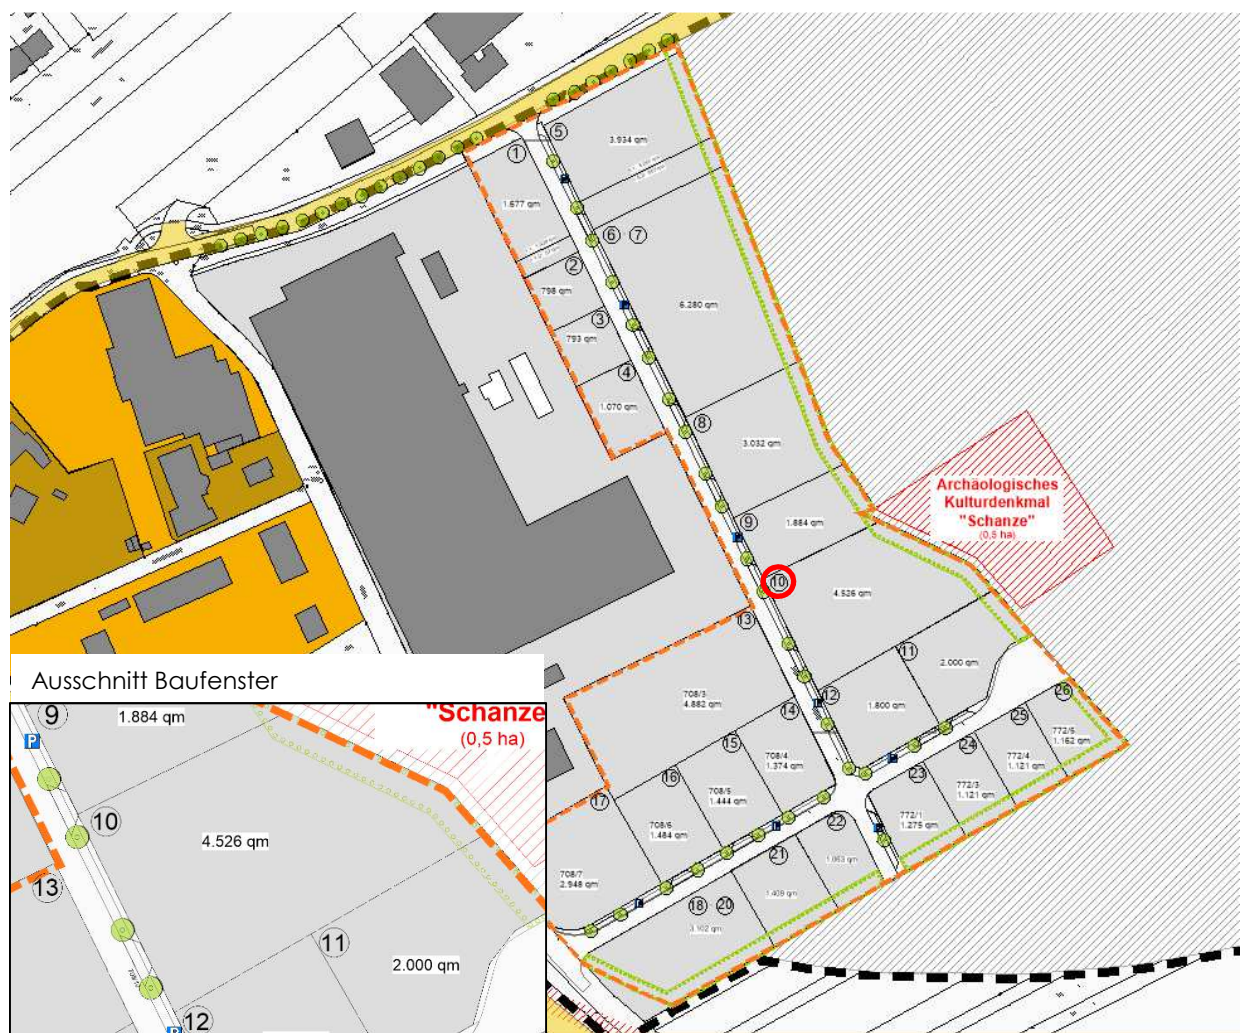 5
1
3.934 qm
1.677 qm
6
7
2
798 qm
6.280 qm
3
793 qm
4
1.070 qm
8
3.032 qm
Archäologisches
Kulturdenkmal
"Schanze"
(0,5 ha)
9
1.884 qm
10
4.526 qm
13
11
2.000 qm
12
26
708/3
4.882 qm
14
1.800 qm
25
15
24
772/5
1.162 qm
708/4
1.374 qm
772/4
1.121 qm
16
23
772/3
1.121 qm
17
708/5
1.444 qm
22
772/1
1.275 qm
708/6
1.484 qm
21
708/7
2.948 qm
18
20
3.102 qm
Ausschnitt Baufenster
9
1.884 qm
"Schanze
(0,5 ha)
P
10
4.526 qm
13
11
2.000 qm
12
P